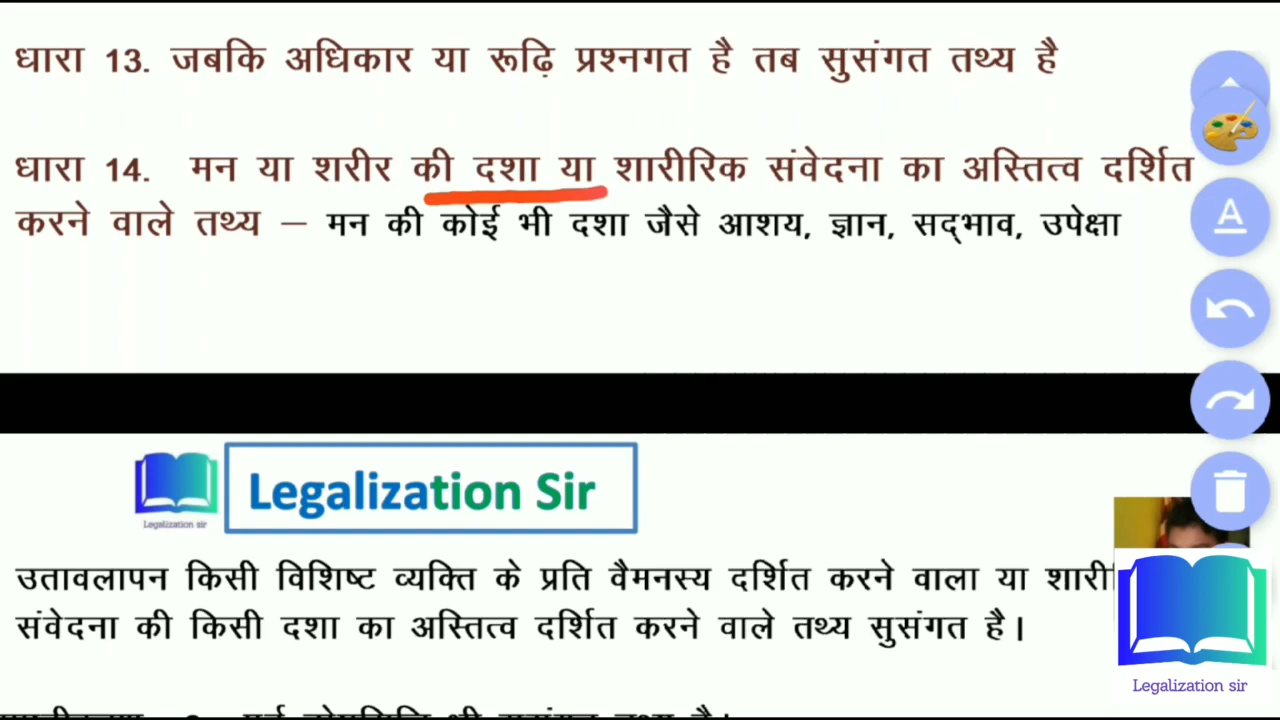 धारा 13. जबकि अधिकार या रूढ़ि प्रश्नगत है तब सुसंगत तथ्य है
धारा 14. मन या शरीर की दशा या शारीरिक संवेदना का अस्तित्व दर्शित
करने वाले तथ्य – मन की कोई भी दशा जैसे आशय, ज्ञान, सद्भाव, उपेक्षा
A
Legalization Sir
Legalization sir
उतावलापन किसी विशिष्ट व्यक्ति के प्रति वैमनस्य दर्शित करने वाला या
संवेदना की किसी दशा का अस्तित्व दर्शित करने वाले तथ्य सुसंगत है।
Legalization sir